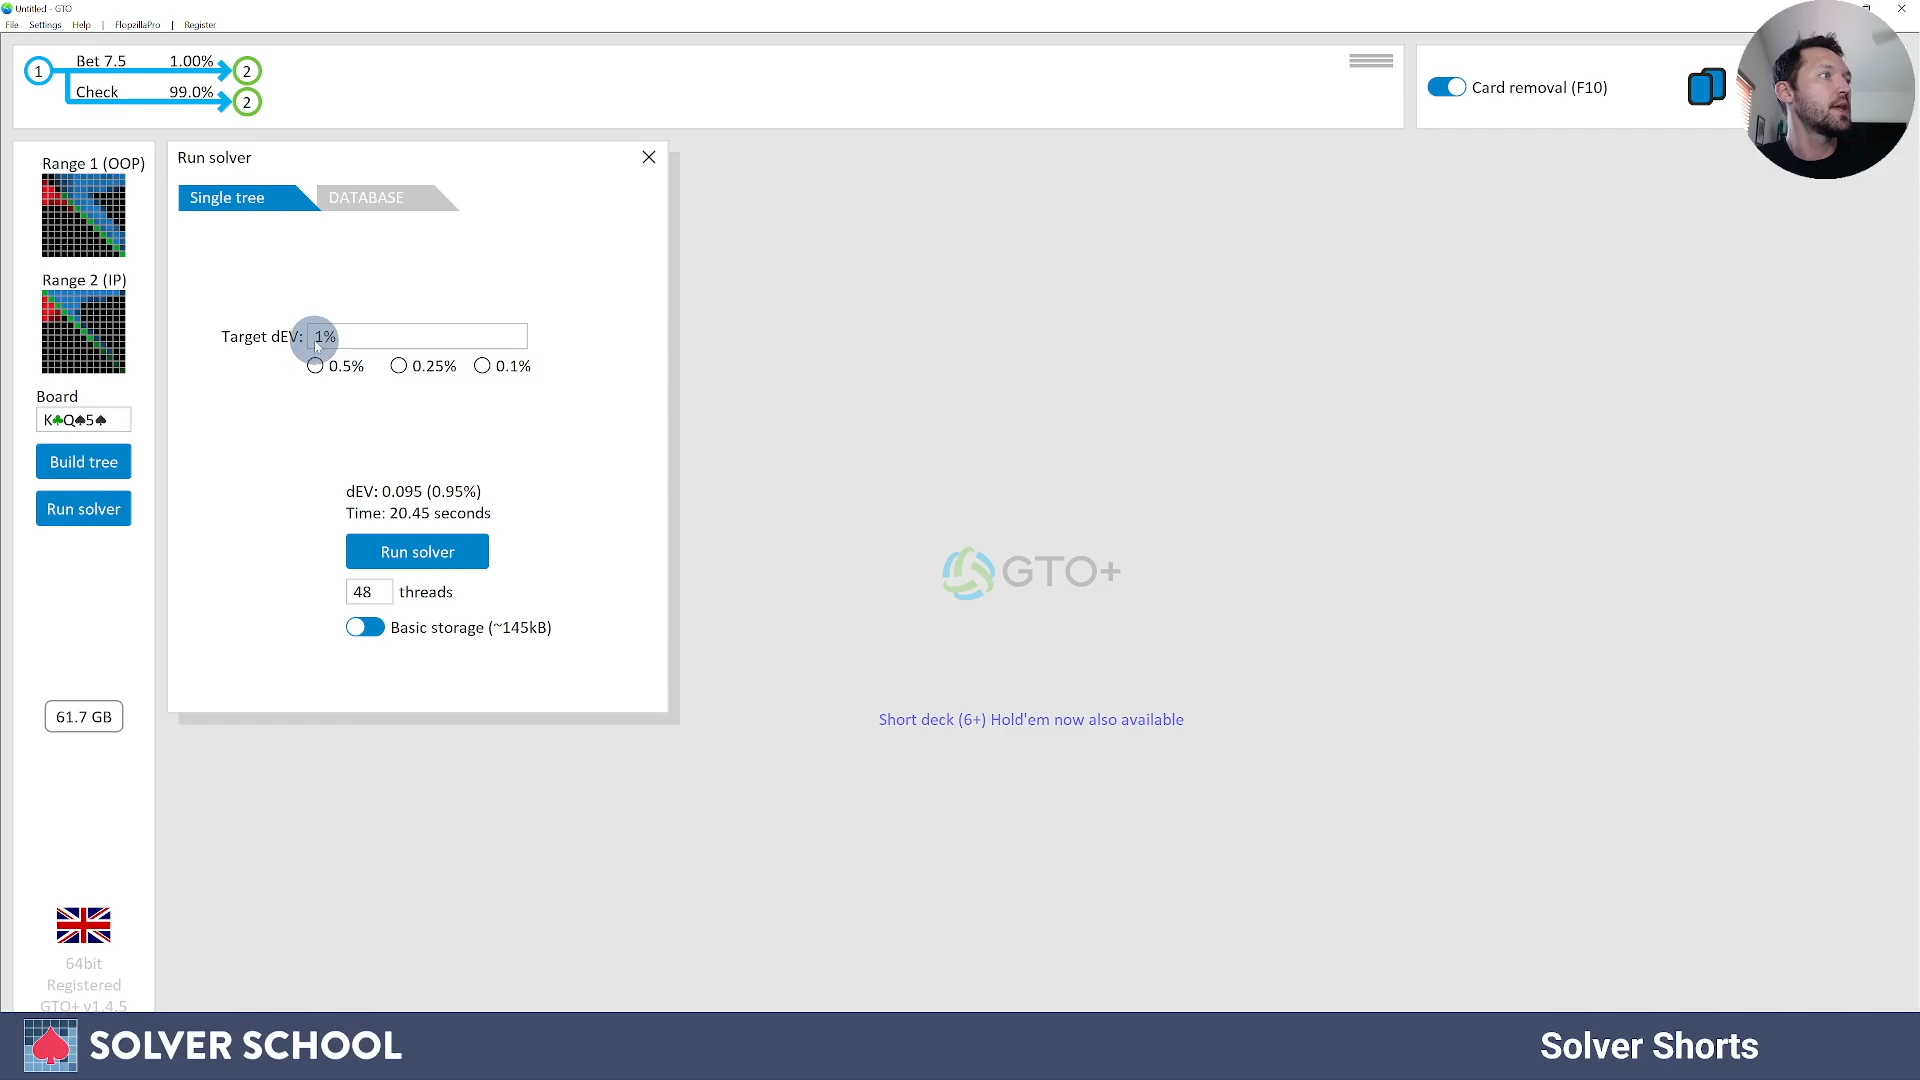 Untitled - GTO
File Settings Help | FlopzillaPro | Register
1 Bet 7.5 1.00% 2
Check 99.0% 2
Card removal (F10)
Range 1 (OOP)
Range 2 (IP)
Board
K♣Q♠5♠
Build tree
Run solver
61.7 GB
64bit
Registered
GTO+ v1.4.5
Run solver
Single tree DATABASE
Target dEV: 1%
0.5% 0.25% 0.1%
dEV: 0.095 (0.95%)
Time: 20.45 seconds
Run solver
48 threads
Basic storage (~145kB)
GTO+
Short deck (6+) Hold'em now also available
SOLVER SCHOOL
Solver Shorts